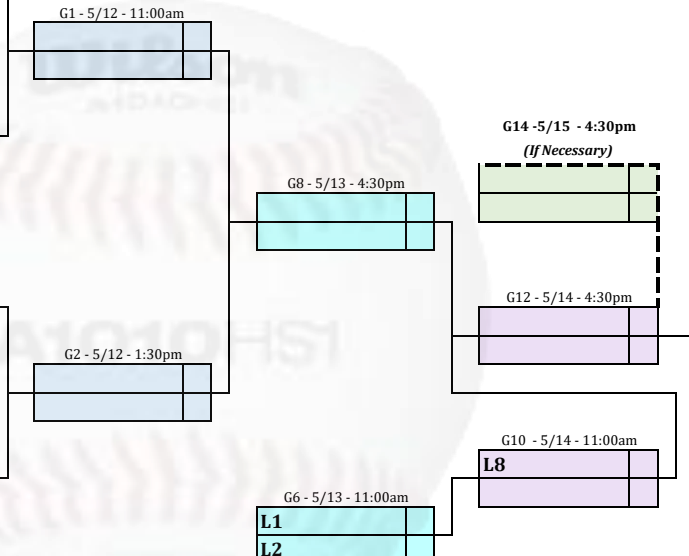 G1 - 5/12 - 11:00am
G14 -5/15 - 4:30pm
(If Necessary)
G8 - 5/13 - 4:30pm
G12 - 5/14 - 4:30pm
A1010HS1
G2 - 5/12 - 1:30pm
G10 - 5/14 - 11:00am
L8
G6 - 5/13 - 11:00am
L1
L2